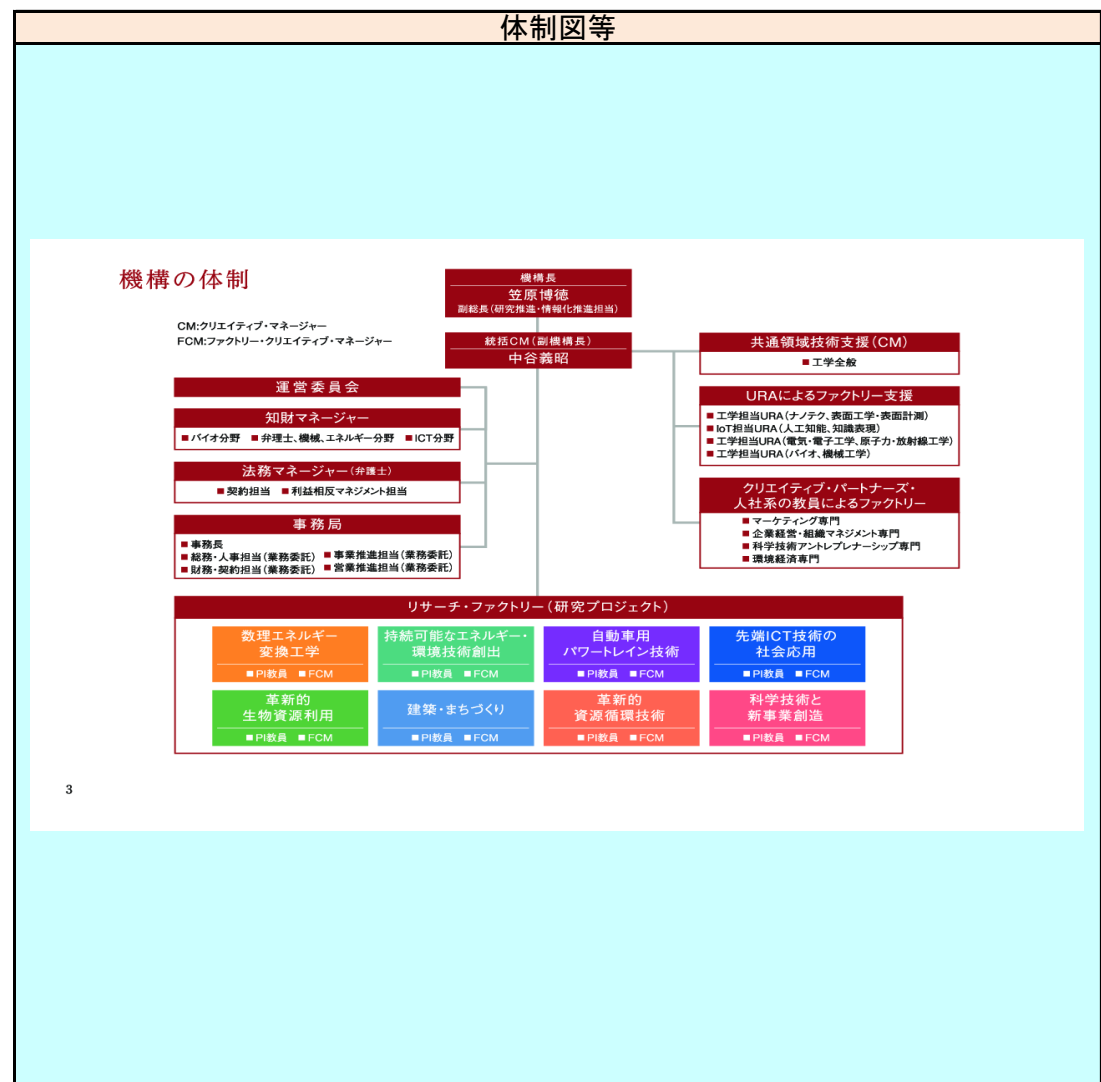 体制図等
機構の体制
CM:クリエイティブ・マネージャー
FCM:ファクトリー・クリエイティブ・マネージャー
機構長
笠原博徳
副総長(研究推進・情報化推進担当)
統括CM(副機構長)
中谷義昭
運営委員会
知財マネージャー
■バイオ分野 ■弁理士、機械、エネルギー分野 ■ICT分野
法務マネージャー(弁護士)
■契約担当 ■利益相反マネジメント担当
事務局
■事務長
■総務・人事担当(業務委託) ■事業推進担当(業務委託)
■財務・契約担当(業務委託) ■営業推進担当(業務委託)
共通領域技術支援(CM)
■工学全般
URAによるファクトリー支援
■工学担当URA(ナノテク、表面工学・表面計測)
■IoT担当URA(人工知能、知識表現)
■工学担当URA(電気・電子工学、原子力・放射線工学)
■工学担当URA(バイオ、機械工学)
クリエイティブ・パートナーズ・
人社系の教員によるファクトリー
■マーケティング専門
■企業経営・組織マネジメント専門
■科学技術アントレプレナーシップ専門
■環境経済専門
リサーチ・ファクトリー(研究プロジェクト)
数理エネルギー
変換工学
■PI教員 ■FCM
持続可能なエネルギー・
環境技術創出
■PI教員 ■FCM
自動車用
パワートレイン技術
■PI教員 ■FCM
先端ICT技術の
社会応用
■PI教員 ■FCM
革新的
生物資源利用
■PI教員 ■FCM
建築・まちづくり
■PI教員 ■FCM
革新的
資源循環技術
■PI教員 ■FCM
科学技術と
新事業創造
■PI教員 ■FCM
3